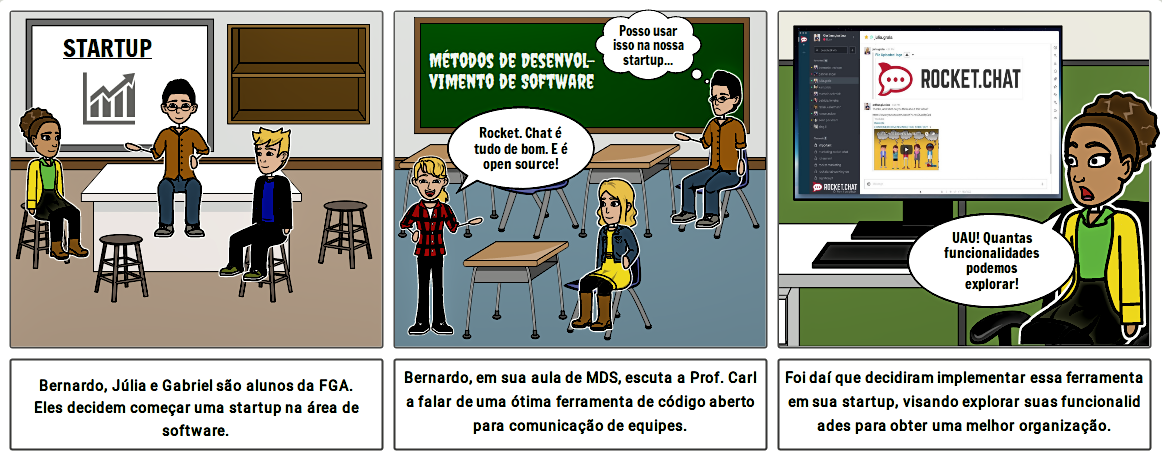 STARTUP
MÉTODOS DE DESENVOL-
VIMENTO DE SOFTWARE
Posso usar
isso na nossa
startup...
Rocket. Chat é
tudo de bom. E é
open source!
ROCKET.CHAT
ROCKET.CHAT
UAU! Quantas
funcionalidades
podemos
explorar!
Bernardo, Júlia e Gabriel são alunos da FGA.
Eles decidem começar uma startup na área de
software.
Bernardo, em sua aula de MDS, escuta a Prof. Carl
a falar de uma ótima ferramenta de código aberto
para comunicação de equipes.
Foi daí que decidiram implementar essa ferramenta
em sua startup, visando explorar suas funcionalid
ades para obter uma melhor organização.